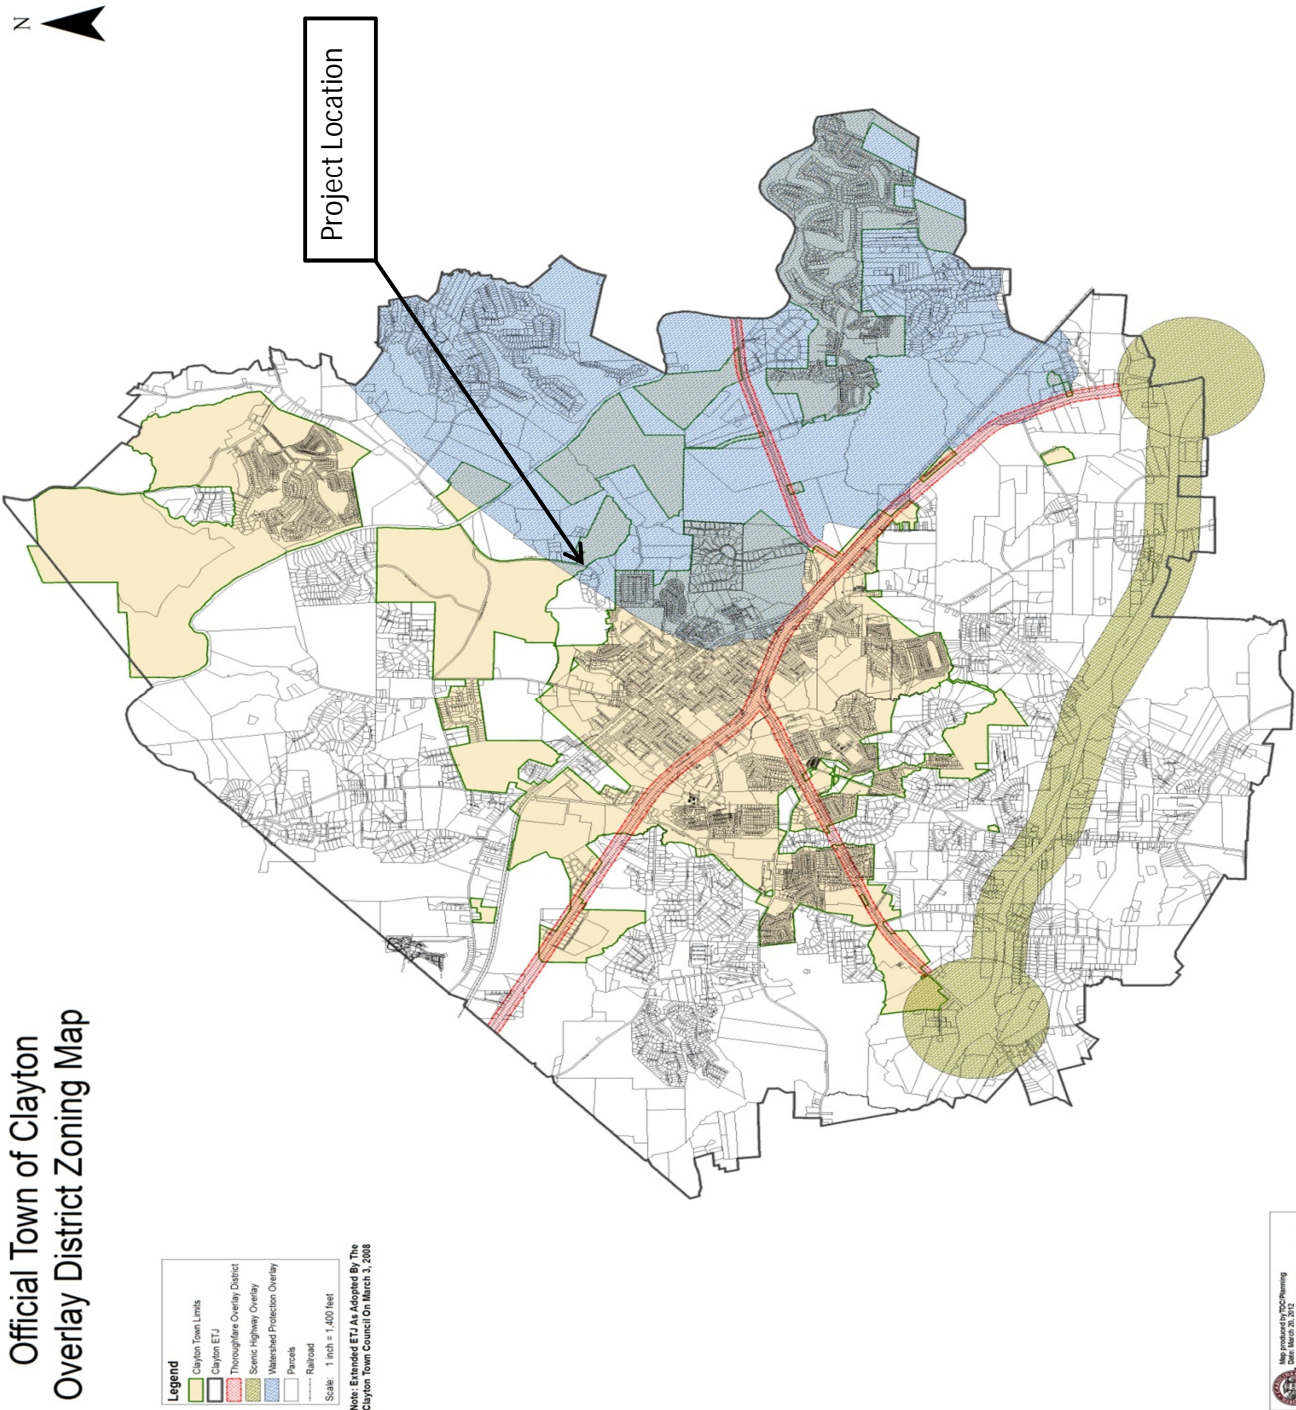 Official Town of Clayton
Overlay District Zoning Map
N
Project Location
Legend
Clayton Town Limits
Clayton ETJ
Thoroughfare Overlay District
Scenic Highway Overlay
Watershed Protection Overlay
Parcels
Railroad
Scale: 1 inch = 1,400 feet
Note: Extended ETJ As Adopted By The
Clayton Town Council On March 3, 2008
Map produced by TOC/Planning
Date: March 20, 2012